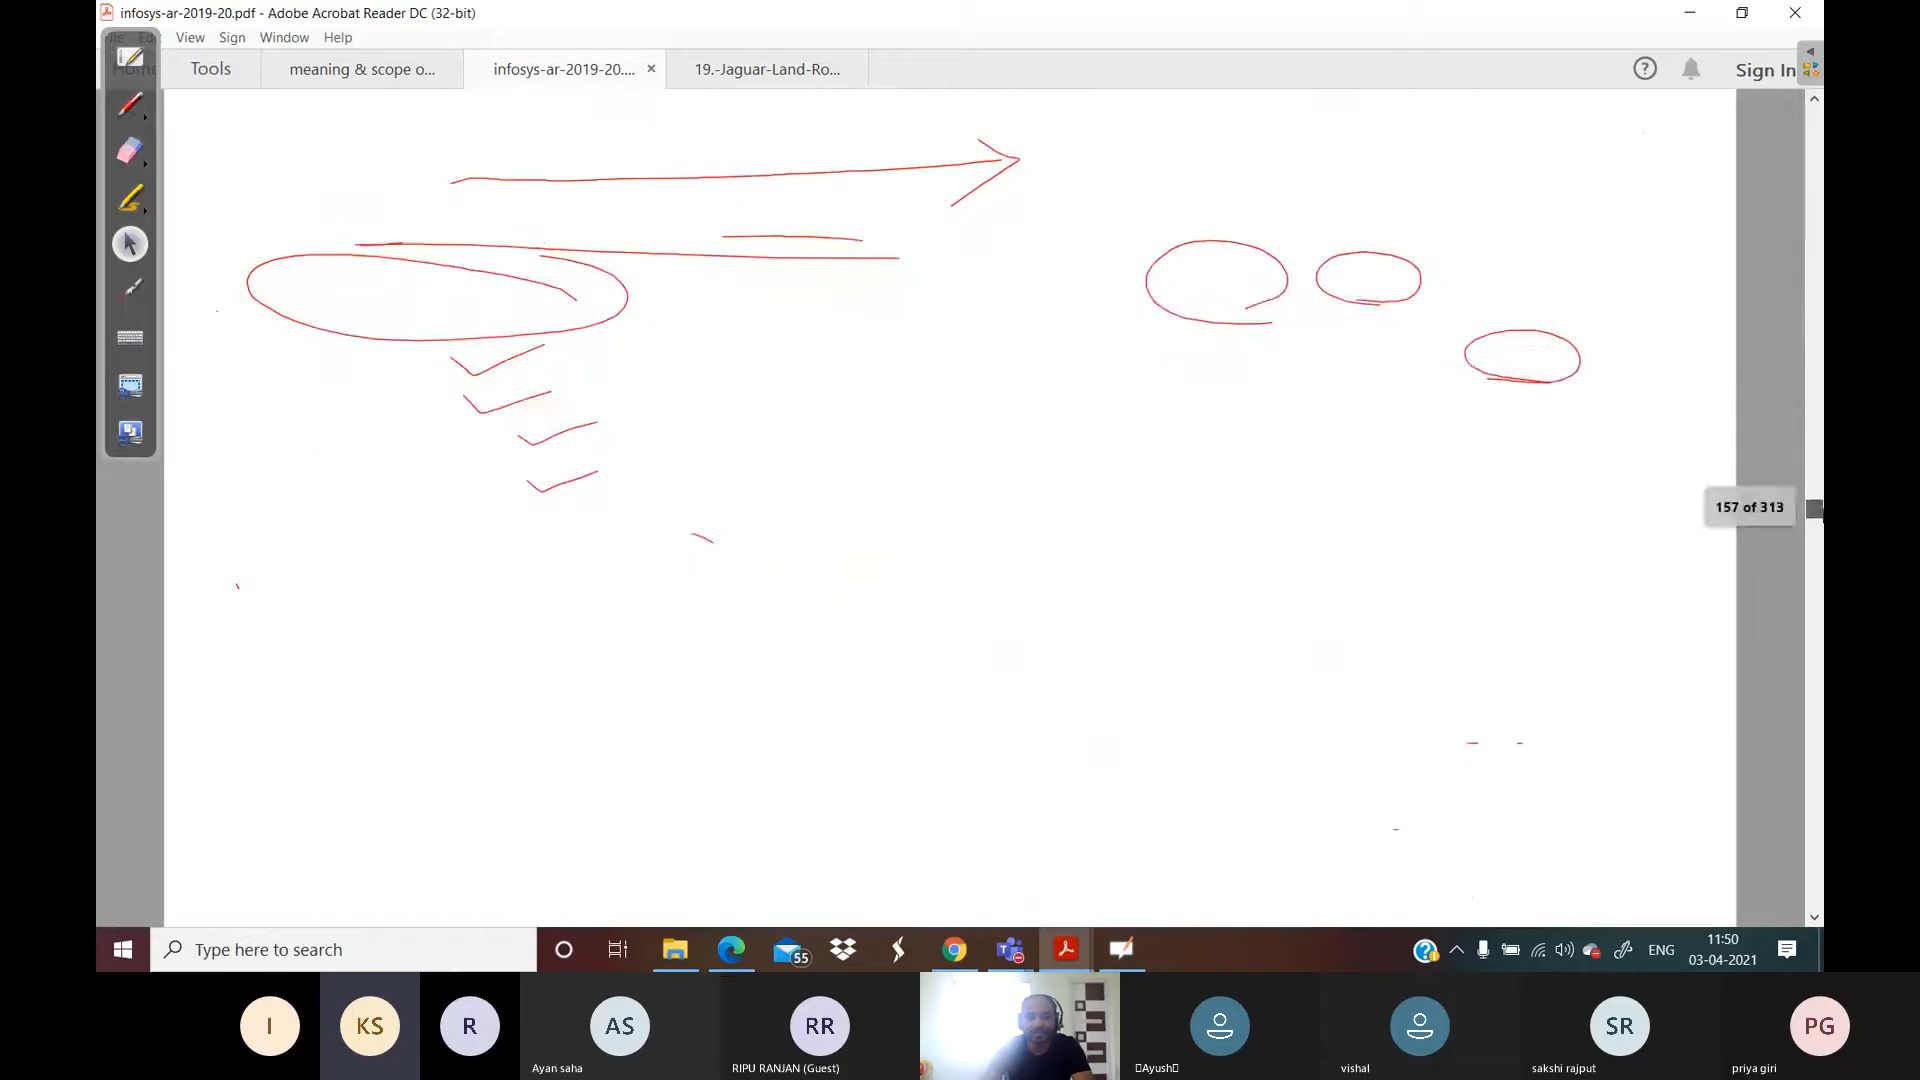 infosys-ar-2019-20.pdf - Adobe Acrobat Reader DC (32-bit)
View Sign Window Help
Tools
meaning & scope o...
infosys-ar-2019-20....
19.-Jaguar-Land-Ro...
Sign In
157 of 313
Type here to search
55
ENG
11:50
03-04-2021
I
KS
R
AS
RR
SR
PG
Ayan saha
RIPU RANJAN (Guest)
Ayush
vishal
sakshi rajput
priya giri